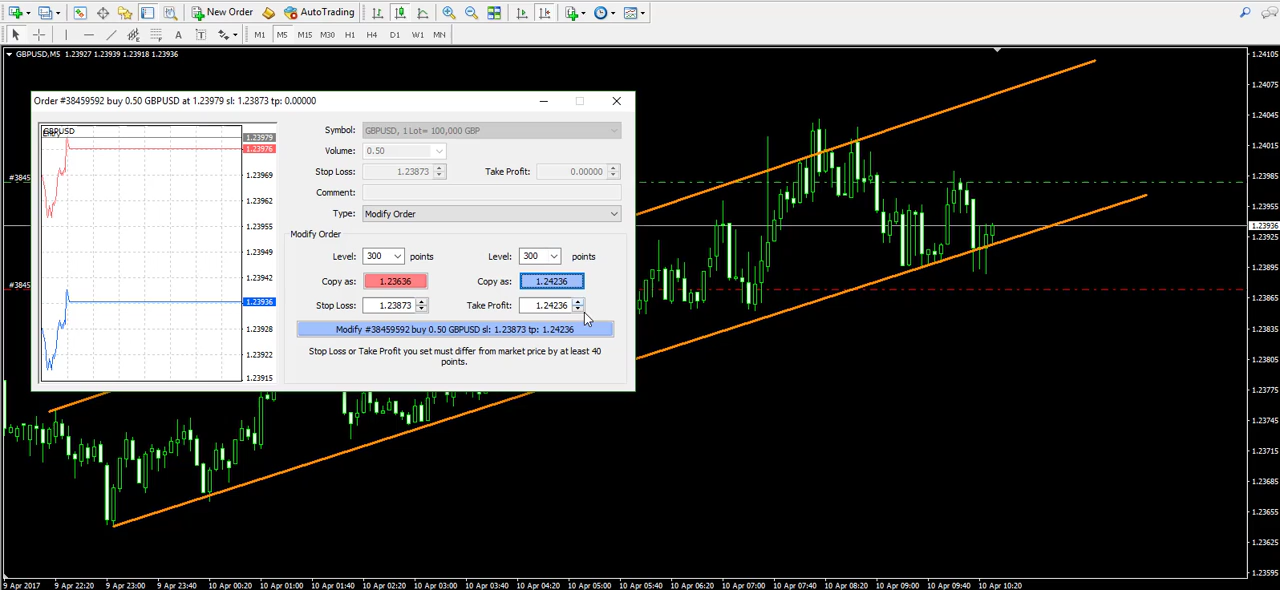 New Order AutoTrading
A T M1 M5 M15 M30 H1 H4 D1 W1 MN
GBPUSD,M5 1.23927 1.23939 1.23918 1.23936
Order #38459592 buy 0.50 GBPUSD at 1.23979 sl: 1.23873 tp: 0.00000
GBPUSD
1.23979
1.23976
1.23969
1.23962
1.23955
1.23949
1.23942
1.23936
1.23928
1.23922
1.23915
Symbol: GBPUSD, 1 Lot= 100,000 GBP
Volume: 0.50
Stop Loss: 1.23873 Take Profit: 0.00000
Comment:
Type: Modify Order
Modify Order
Level: 300 points Level: 300 points
Copy as: 1.23636 Copy as: 1.24236
Stop Loss: 1.23873 Take Profit: 1.24236
Modify #38459592 buy 0.50 GBPUSD sl: 1.23873 tp: 1.24236
Stop Loss or Take Profit you set must differ from market price by at least 40
points.
#3845
#3845
1.24105
1.24075
1.24045
1.24015
1.23985
1.23955
1.23936
1.23925
1.23895
1.23865
1.23835
1.23805
1.23775
1.23745
1.23715
1.23685
1.23655
1.23625
1.23595
9 Apr 2017 9 Apr 22:20 9 Apr 23:00 9 Apr 23:40 10 Apr 00:20 10 Apr 01:00 10 Apr 01:40 10 Apr 02:20 10 Apr 03:00 10 Apr 03:40 10 Apr 04:20 10 Apr 05:00 10 Apr 05:40 10 Apr 06:20 10 Apr 07:00 10 Apr 07:40 10 Apr 08:20 10 Apr 09:00 10 Apr 09:40 10 Apr 10:20